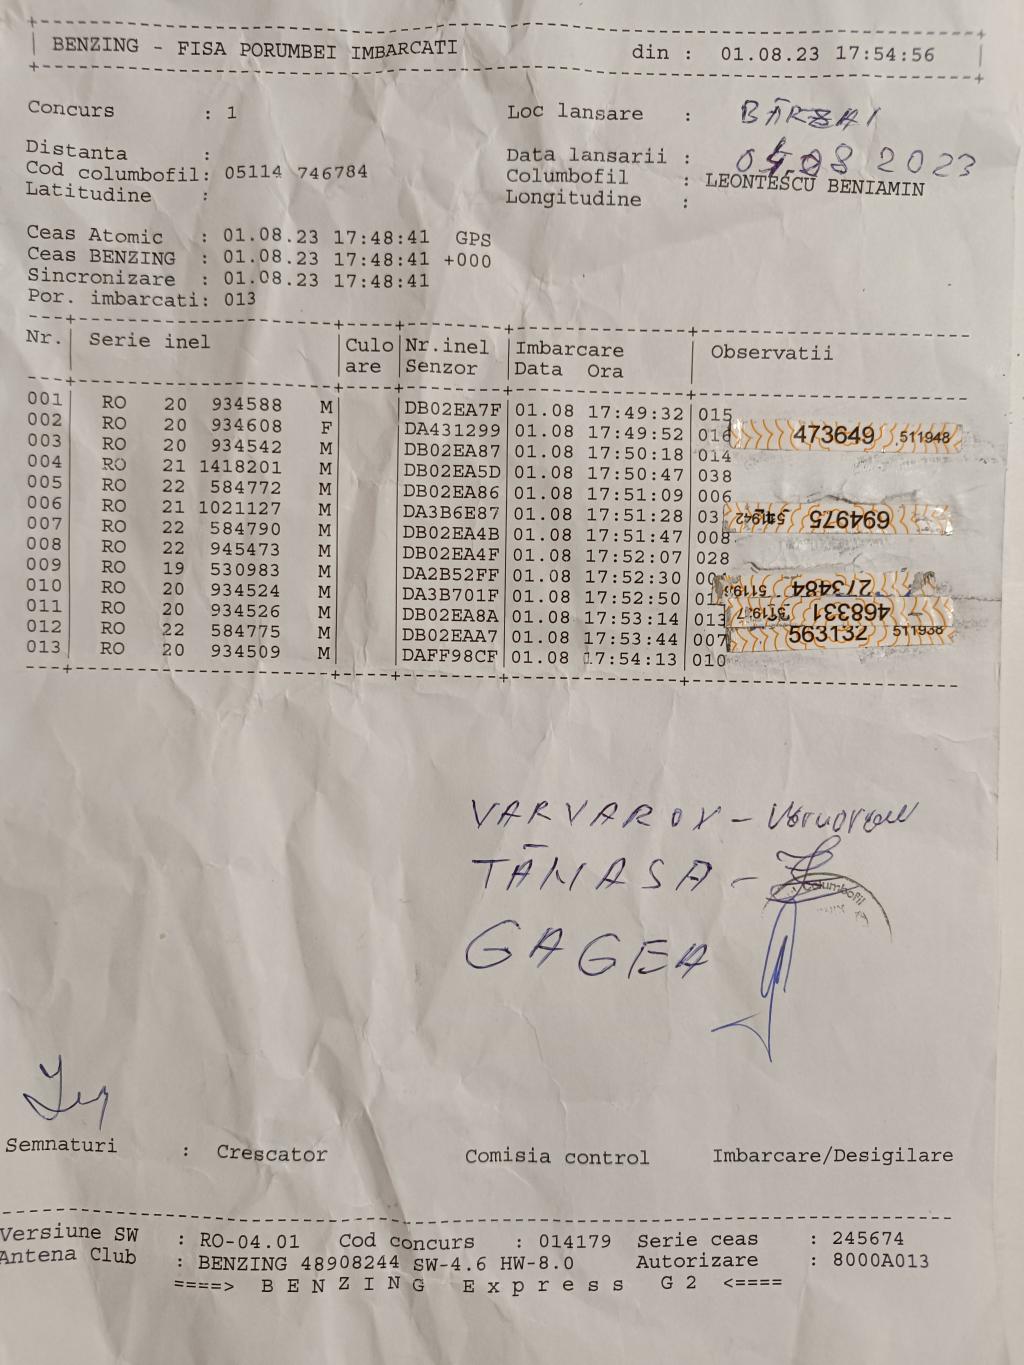 BENZING - FISA PORUMBEI IMBARCATI din : 01.08.23 17:54:56
Concurs : 1 Loc lansare : BÂRZAI
Distanta : Data lansarii : 08 2023
Cod columbofil: 05114 746784 Columbofil : LEONTESCU BENIAMIN
Latitudine : Longitudine :
Ceas Atomic : 01.08.23 17:48:41 GPS
Ceas BENZING : 01.08.23 17:48:41 +000
Sincronizare : 01.08.23 17:48:41
Por. imbarcati: 013
Nr. Serie inel Culo Nr.inel Imbarcare Observatii
are Senzor Data Ora
001 RO 20 934588 M DB02EA7F 01.08 17:49:32 015
002 RO 20 934608 F DA431299 01.08 17:49:52 016 473649 511948
003 RO 20 934542 M DB02EA87 01.08 17:50:18 014
004 RO 21 1418201 M DB02EA5D 01.08 17:50:47 038
005 RO 22 584772 M DB02EA86 01.08 17:51:09 006
006 RO 21 1021127 M DA3B6E87 01.08 17:51:28 03 694975
007 RO 22 584790 M DB02EA4B 01.08 17:51:47 008
008 RO 22 945473 M DB02EA4F 01.08 17:52:07 028
009 RO 19 530983 M DA2B52FF 01.08 17:52:30 273484
010 RO 20 934524 M DA3B701F 01.08 17:52:50
011 RO 20 934526 M DB02EA8A 01.08 17:53:14 013 468331
012 RO 22 584775 M DB02EAA7 01.08 17:53:44 007 563132 511938
013 RO 20 934509 M DAFF98CF 01.08 17:54:13 010
VARVAROI -
TĂNASA -
Columbofil
GAGEA
Semnaturi : Crescator Comisia control Imbarcare/Desigilare
Versiune SW : RO-04.01 Cod concurs : 014179 Serie ceas : 245674
Antena Club : BENZING 48908244 SW-4.6 HW-8.0 Autorizare : 8000A013
====> B E N Z I N G E x p r e s s G 2 <====